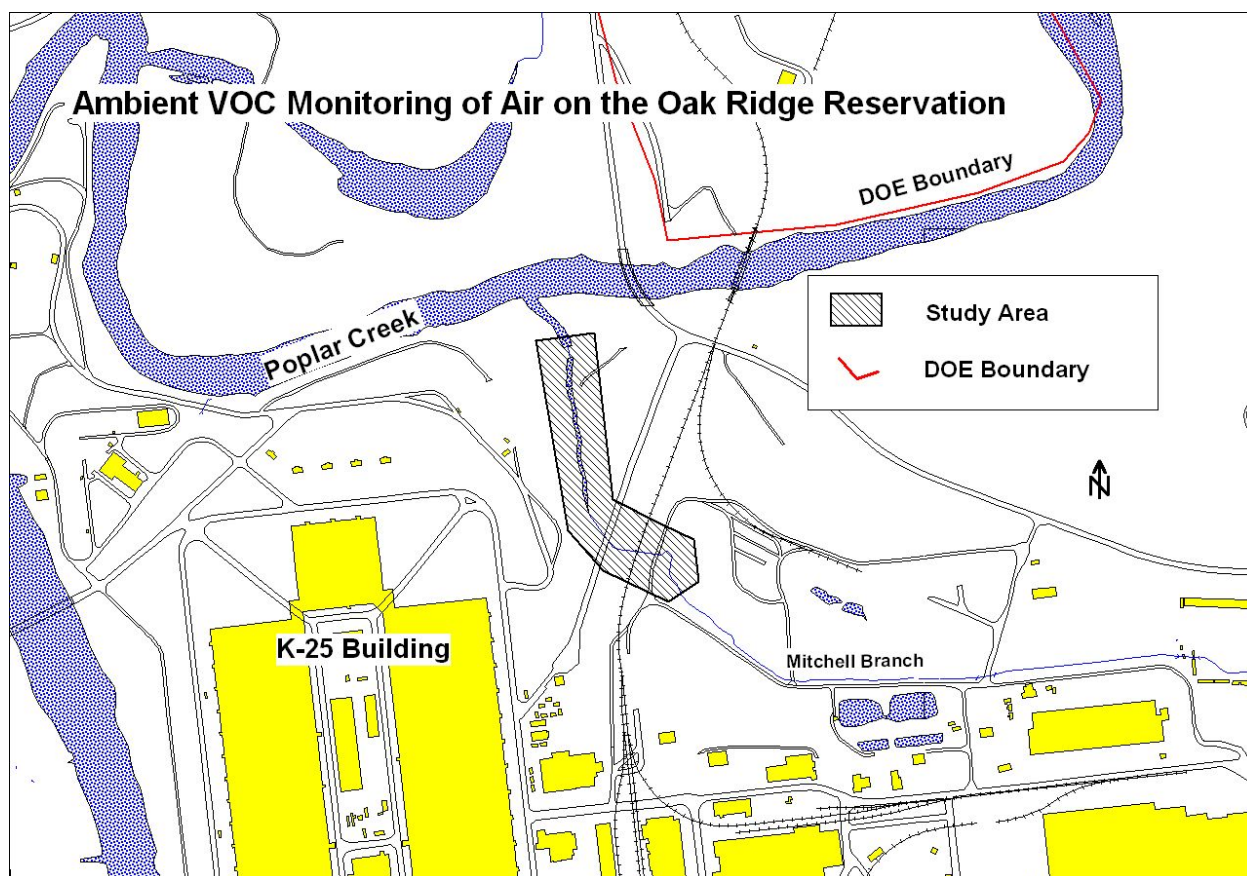 Ambient VOC Monitoring of Air on the Oak Ridge Reservation
DOE Boundary
Study Area
DOE Boundary
Poplar Creek
N
K-25 Building
Mitchell Branch